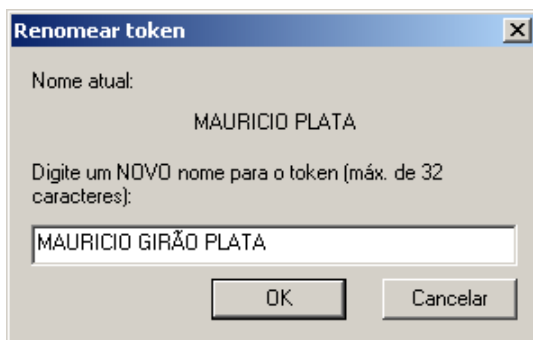 Renomear token
Nome atual:
MAURICIO PLATA
Digite um NOVO nome para o token (máx. de 32
caracteres):
MAURICIO GIRÃO PLATA
OK
Cancelar